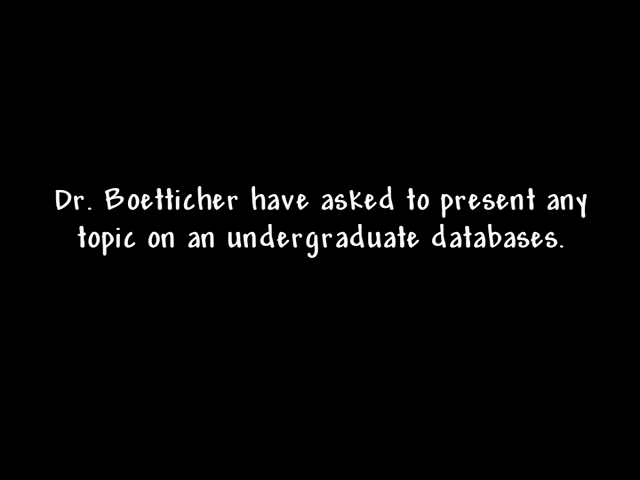 Dr. Boetticher have asked to present any
topic on an undergraduate databases.